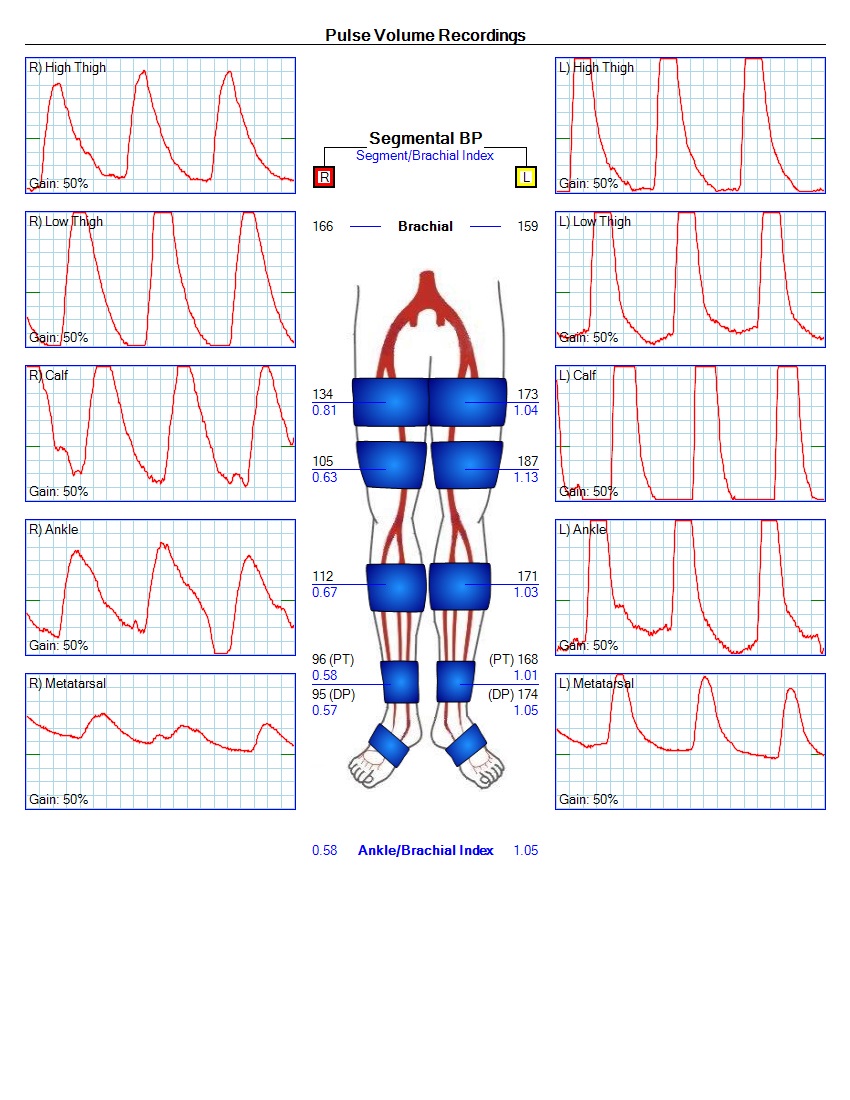 Pulse Volume Recordings
R) High Thigh
Gain: 50%
L) High Thigh
Gain: 50%
Segmental BP
Segment/Brachial Index
R
L
166 Brachial 159
R) Low Thigh
Gain: 50%
L) Low Thigh
Gain: 50%
R) Calf
Gain: 50%
134
0.81
173
1.04
L) Calf
Gain: 50%
105
0.63
187
1.13
R) Ankle
Gain: 50%
112
0.67
171
1.03
L) Ankle
Gain: 50%
96 (PT)
0.58
95 (DP)
0.57
(PT) 168
1.01
(DP) 174
1.05
R) Metatarsal
Gain: 50%
L) Metatarsal
Gain: 50%
0.58 Ankle/Brachial Index 1.05